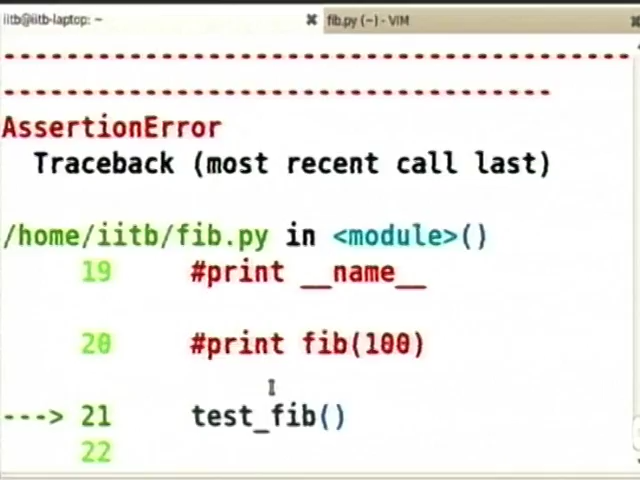 iitb@iitb-laptop: ~
fib.py (~) - VIM
-----------------------------------------
-----------------------------------
AssertionError
Traceback (most recent call last)
/home/iitb/fib.py in <module>()
19 #print __name__
20 #print fib(100)
---> 21 test_fib()
22